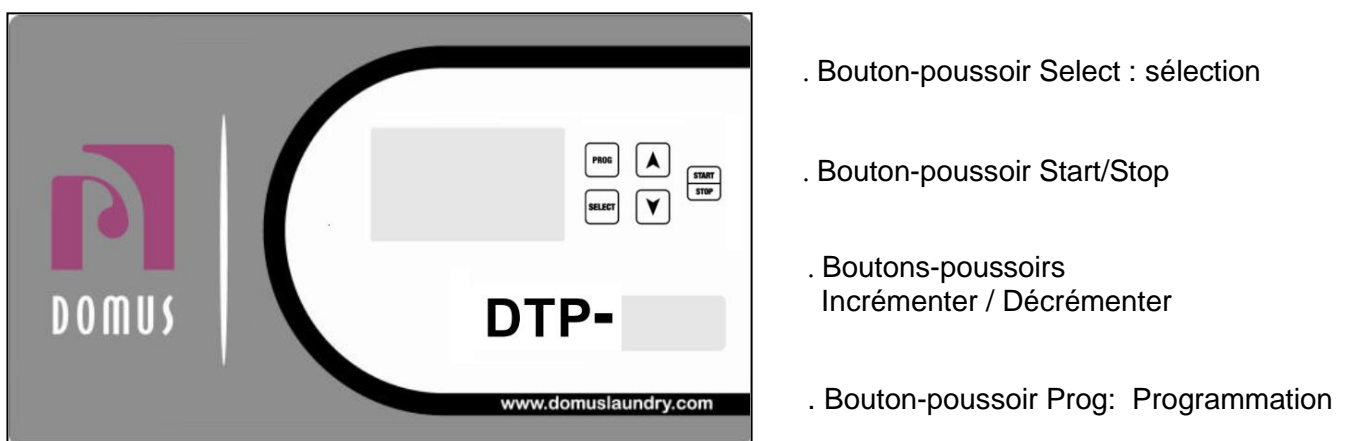 PROG
SELECT
START
STOP
DOMUS
DTP-
www.domuslaundry.com
. Bouton-poussoir Select : sélection
. Bouton-poussoir Start/Stop
. Boutons-poussoirs
Incrémenter / Décrémenter
. Bouton-poussoir Prog: Programmation